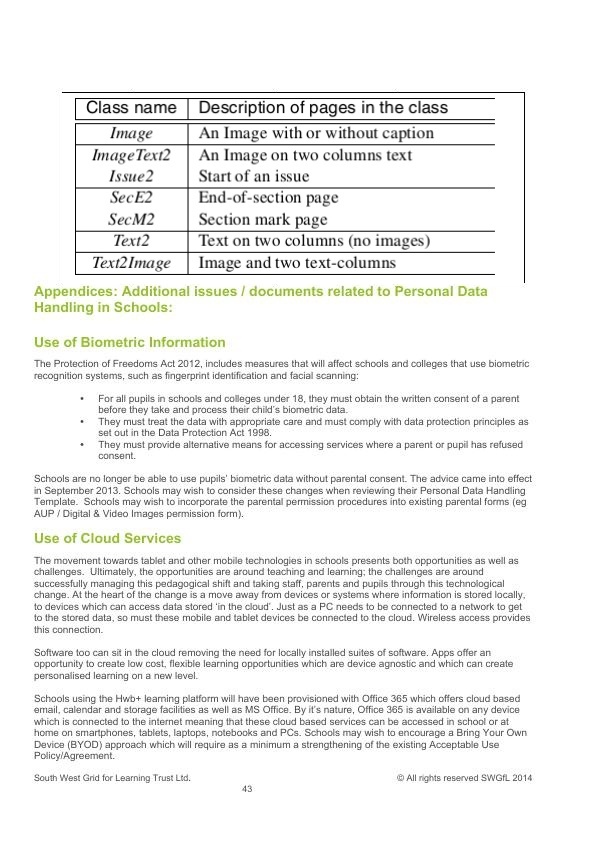 Class name Description of pages in the class
Image An Image with or without caption
ImageText2 An Image on two columns text
Issue2 Start of an issue
SecE2 End-of-section page
SecM2 Section mark page
Text2 Text on two columns (no images)
Text2Image Image and two text-columns
Appendices: Additional issues / documents related to Personal Data
Handling in Schools:
Use of Biometric Information
The Protection of Freedoms Act 2012, includes measures that will affect schools and colleges that use biometric
recognition systems, such as fingerprint identification and facial scanning:
• For all pupils in schools and colleges under 18, they must obtain the written consent of a parent
before they take and process their child’s biometric data.
• They must treat the data with appropriate care and must comply with data protection principles as
set out in the Data Protection Act 1998.
• They must provide alternative means for accessing services where a parent or pupil has refused
consent.
Schools are no longer be able to use pupils’ biometric data without parental consent. The advice came into effect
in September 2013. Schools may wish to consider these changes when reviewing their Personal Data Handling
Template. Schools may wish to incorporate the parental permission procedures into existing parental forms (eg
AUP / Digital & Video Images permission form).
Use of Cloud Services
The movement towards tablet and other mobile technologies in schools presents both opportunities as well as
challenges. Ultimately, the opportunities are around teaching and learning; the challenges are around
successfully managing this pedagogical shift and taking staff, parents and pupils through this technological
change. At the heart of the change is a move away from devices or systems where information is stored locally,
to devices which can access data stored ‘in the cloud’. Just as a PC needs to be connected to a network to get
to the stored data, so must these mobile and tablet devices be connected to the cloud. Wireless access provides
this connection.
Software too can sit in the cloud removing the need for locally installed suites of software. Apps offer an
opportunity to create low cost, flexible learning opportunities which are device agnostic and which can create
personalised learning on a new level.
Schools using the Hwb+ learning platform will have been provisioned with Office 365 which offers cloud based
email, calendar and storage facilities as well as MS Office. By it’s nature, Office 365 is available on any device
which is connected to the internet meaning that these cloud based services can be accessed in school or at
home on smartphones, tablets, laptops, notebooks and PCs. Schools may wish to encourage a Bring Your Own
Device (BYOD) approach which will require as a minimum a strengthening of the existing Acceptable Use
Policy/Agreement.
South West Grid for Learning Trust Ltd. © All rights reserved SWGfL 2014
43